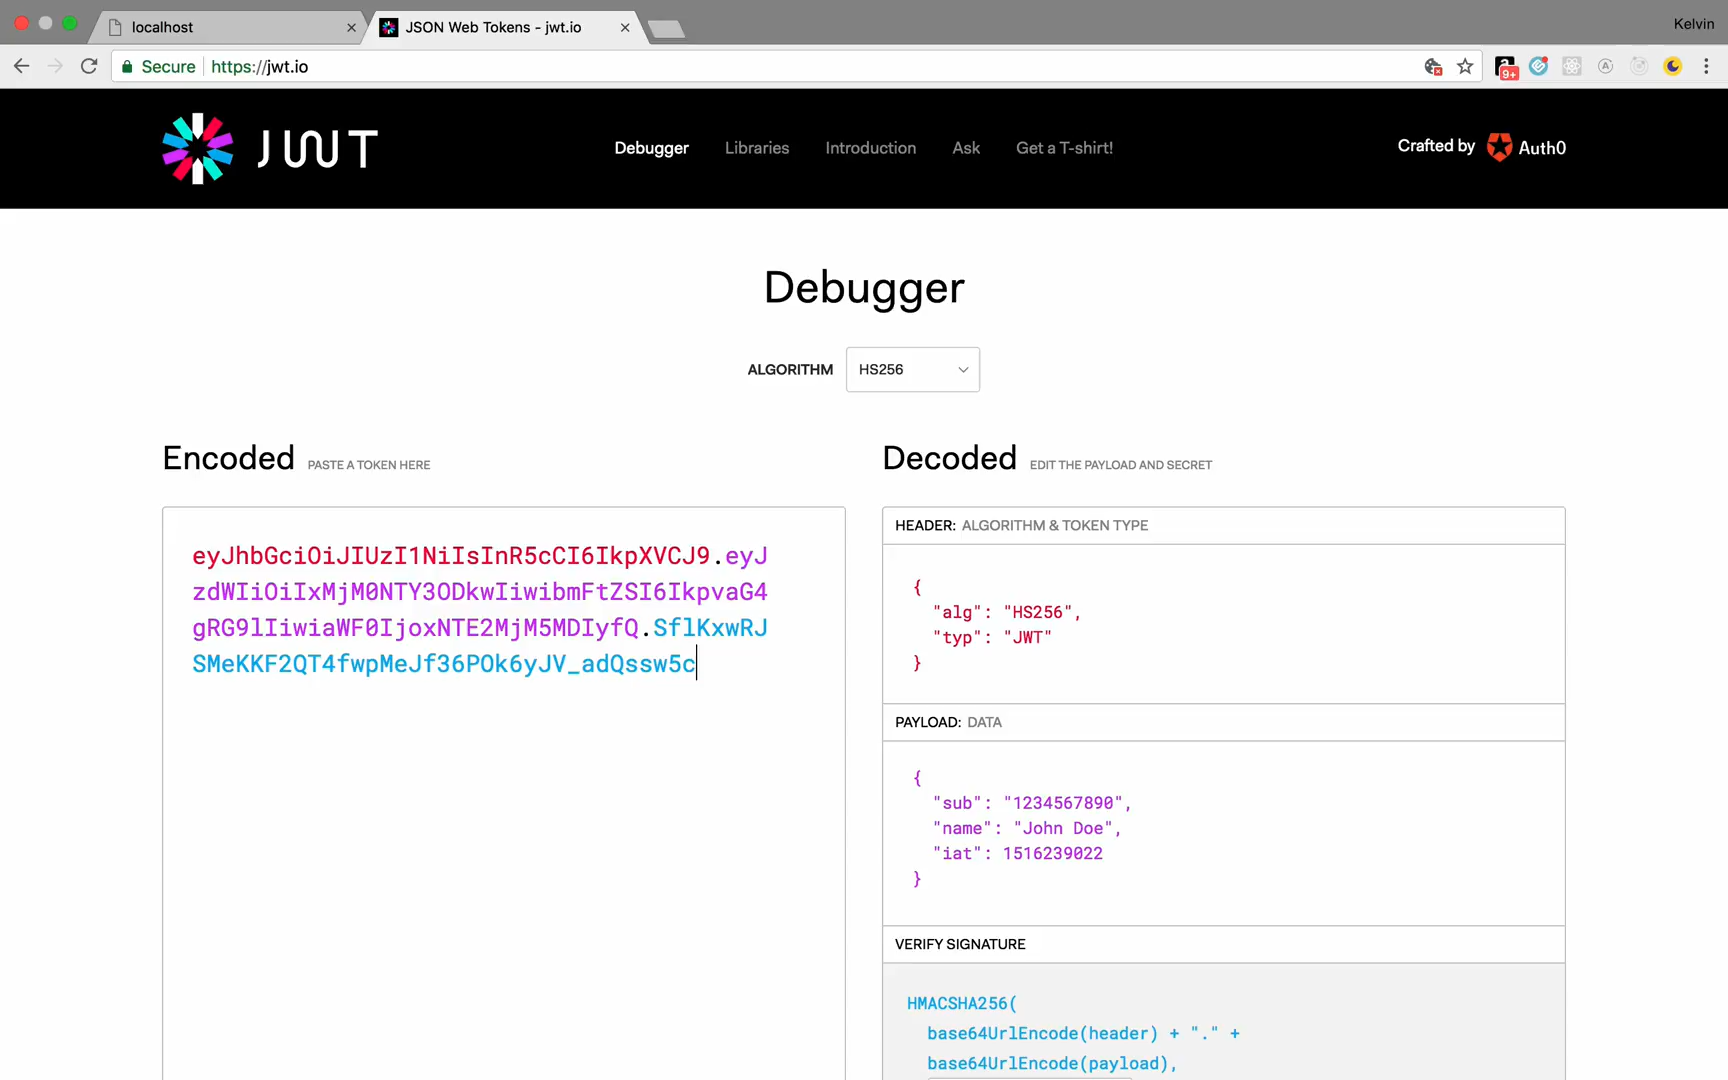 localhost
JSON Web Tokens - jwt.io
Kelvin
Secure
https://jwt.io
9+
JWT
Debugger
Libraries
Introduction
Ask
Get a T-shirt!
Crafted by
Auth0
Debugger
ALGORITHM
HS256
Encoded PASTE A TOKEN HERE
eyJhbGciOiJIUzI1NiIsInR5cCI6IkpXVCJ9.eyJ
zdWIiOiIxMjM0NTY3ODkwIiwibmFtZSI6IkpvaG4
gRG9lIiwiaWF0IjoxNTE2MjM5MDIyfQ.SflKxwRJ
SMeKKF2QT4fwpMeJf36POk6yJV_adQssw5c
Decoded EDIT THE PAYLOAD AND SECRET
HEADER: ALGORITHM & TOKEN TYPE
{
"alg": "HS256",
"typ": "JWT"
}
PAYLOAD: DATA
{
"sub": "1234567890",
"name": "John Doe",
"iat": 1516239022
}
VERIFY SIGNATURE
HMACSHA256(
base64UrlEncode(header) + "." +
base64UrlEncode(payload),